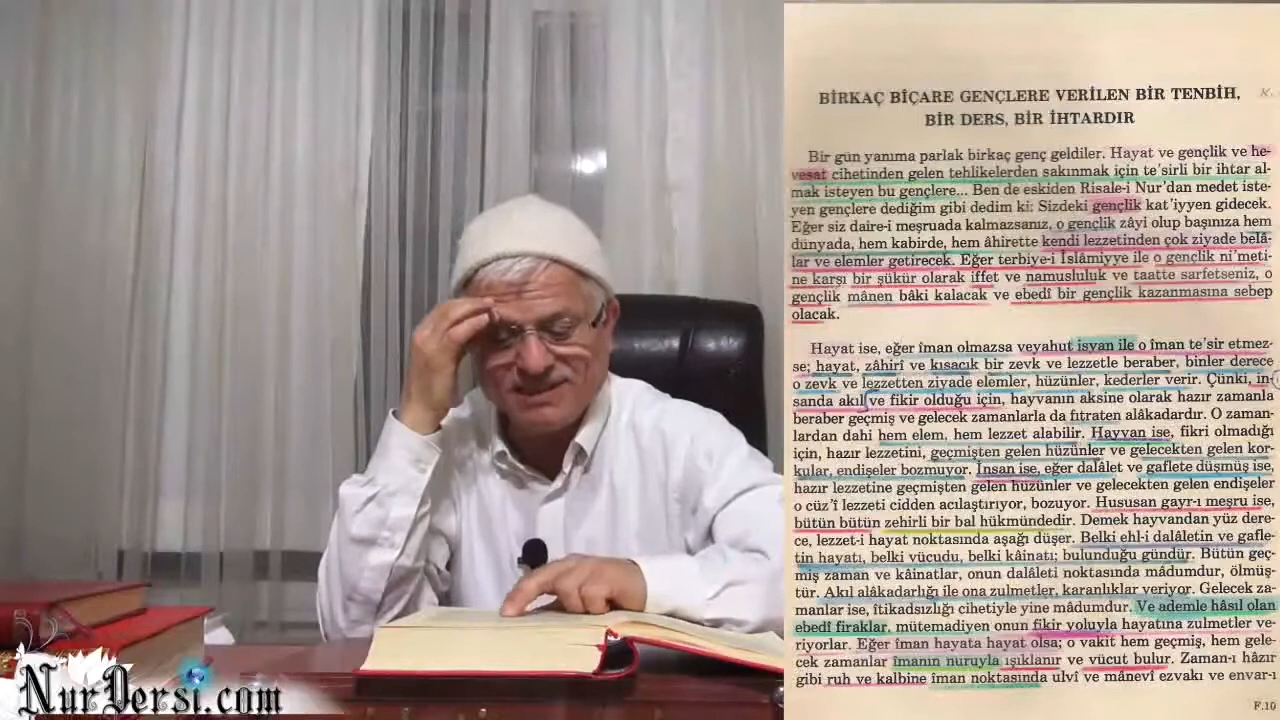 BİRKAÇ BİÇARE GENÇLERE VERİLEN BİR TENBİH,
BİR DERS, BİR İHTARDIR
Bir gün yanıma parlak birkaç genç geldiler. Hayat ve gençlik ve he-
vesat cihetinden gelen tehlikelerden sakınmak için te'sirli bir ihtar al-
mak isteyen bu gençlere... Ben de eskiden Risale-i Nur'dan medet iste-
yen gençlere dediğim gibi dedim ki: Sizdeki gençlik kat'iyyen gidecek.
Eğer siz daire-i meşruada kalmazsanız, o gençlik zâyi olup başınıza hem
dünyada, hem kabirde, hem âhirette kendi lezzetinden çok ziyade belâ-
lar ve elemler getirecek. Eğer terbiye-i İslâmiyye ile o gençlik ni'meti-
ne karşı bir şükür olarak iffet ve namusluluk ve taatte sarfetseniz, o
gençlik mânen bâki kalacak ve ebedî bir gençlik kazanmasına sebep
olacak.
Hayat ise, eğer îman olmazsa veyahut isyan ile o îman te'sir etmez-
se; hayat, zâhirî ve kısacık bir zevk ve lezzetle beraber, binler derece
o zevk ve lezzetten ziyade elemler, hüzünler, kederler verir. Çünki, in-
sanda akıl ve fikir olduğu için, hayvanın aksine olarak hazır zamanla
beraber geçmiş ve gelecek zamanlarla da fıtraten alâkadardır. O zaman-
lardan dahi hem elem, hem lezzet alabilir. Hayvan ise, fikri olmadığı
için, hazır lezzetini, geçmişten gelen hüzünler ve gelecekten gelen kor-
kular, endişeler bozmuyor. İnsan ise, eğer dalâlet ve gaflete düşmüş ise,
hazır lezzetine geçmişten gelen hüzünler ve gelecekten gelen endişeler
o cüz'î lezzeti cidden acılaştırıyor, bozuyor. Hususan gayr-ı meşru ise,
bütün bütün zehirli bir bal hükmündedir. Demek hayvandan yüz dere-
ce, lezzet-i hayat noktasında aşağı düşer. Belki ehl-i dalâletin ve gafle-
tin hayatı, belki vücudu, belki kâinatı; bulunduğu gündür. Bütün geç-
miş zaman ve kâinatlar, onun dalâleti noktasında mâdumdur, ölmüş-
tür. Akıl alâkadarlığı ile ona zulmetler, karanlıklar veriyor. Gelecek za-
manlar ise, îtikadsızlığı cihetiyle yine mâdumdur. Ve ademle hâsıl olan
ebedî firaklar, mütemadiyen onun fikir yoluyla hayatına zulmetler ve-
riyorlar. Eğer îman hayata hayat olsa; o vakit hem geçmiş, hem gele-
cek zamanlar îmanın nuruyla ışıklanır ve vücut bulur. Zaman-ı hâzır
gibi ruh ve kalbine îman noktasında ulvî ve mânevî ezvakı ve envar-ı
F.10
NurDersi.com